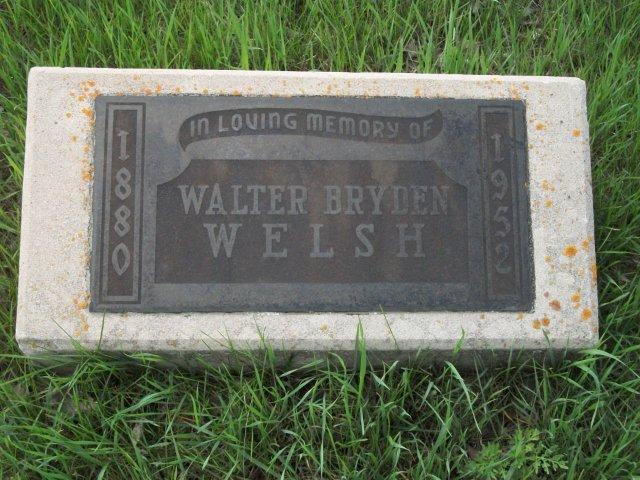 IN LOVING MEMORY OF
1880
WALTER BRYDEN
WELSH
1952